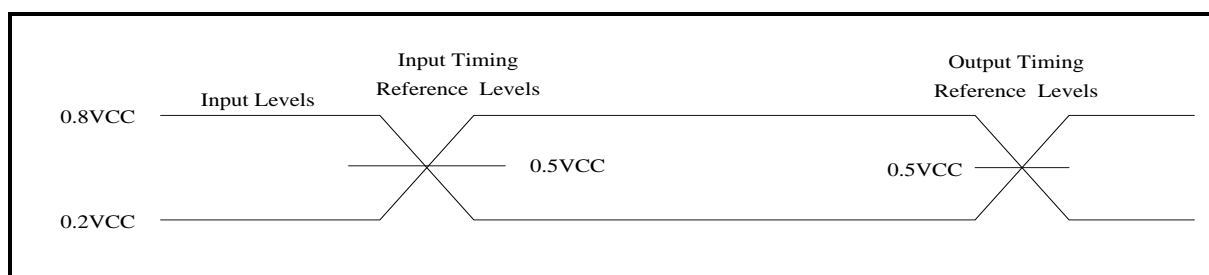 Input Timing
Reference Levels
Output Timing
Reference Levels
Input Levels
0.8VCC
0.5VCC
0.5VCC
0.2VCC